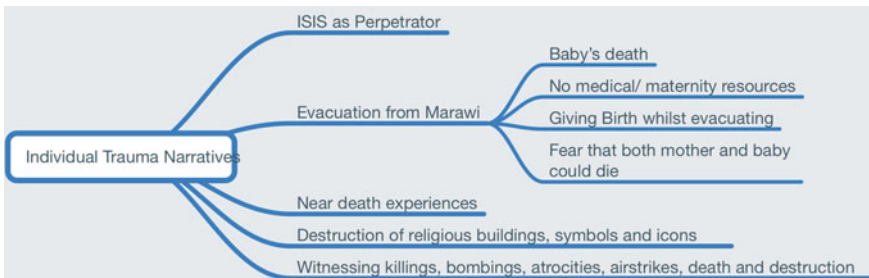 ISIS as Perpetrator
Baby's death
No medical/ maternity resources
Evacuation from Marawi
Giving Birth whilst evacuating
Fear that both mother and baby
could die
Individual Trauma Narratives
Near death experiences
Destruction of religious buildings, symbols and icons
Witnessing killings, bombings, atrocities, airstrikes, death and destruction